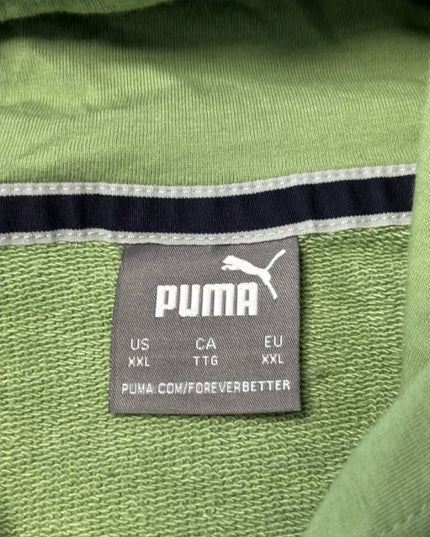 PUMA
US CA EU
XXL TTG XXL
PUMA.COM/FOREVERBETTER